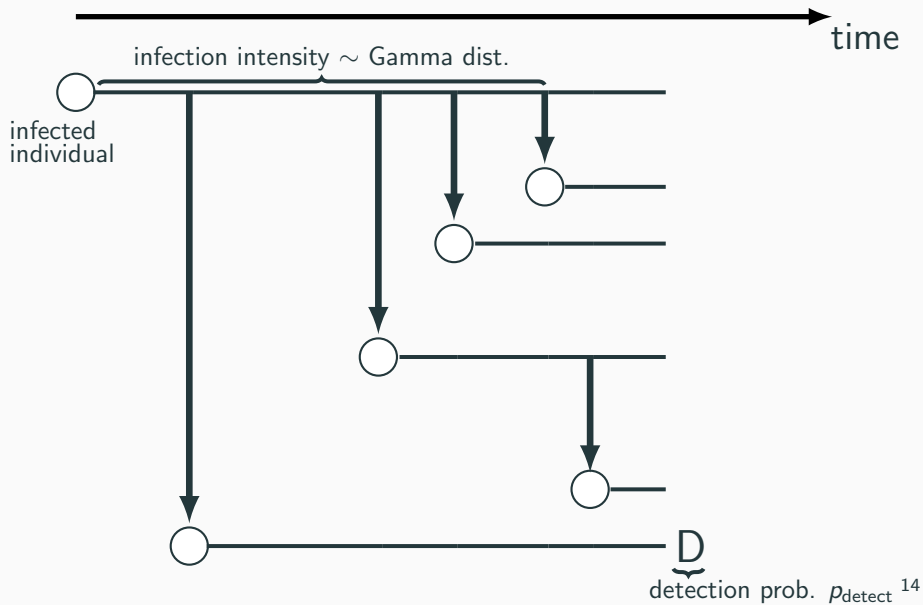 time
infection intensity ∼ Gamma dist.
infected
individual
D
detection prob. p_detect 14